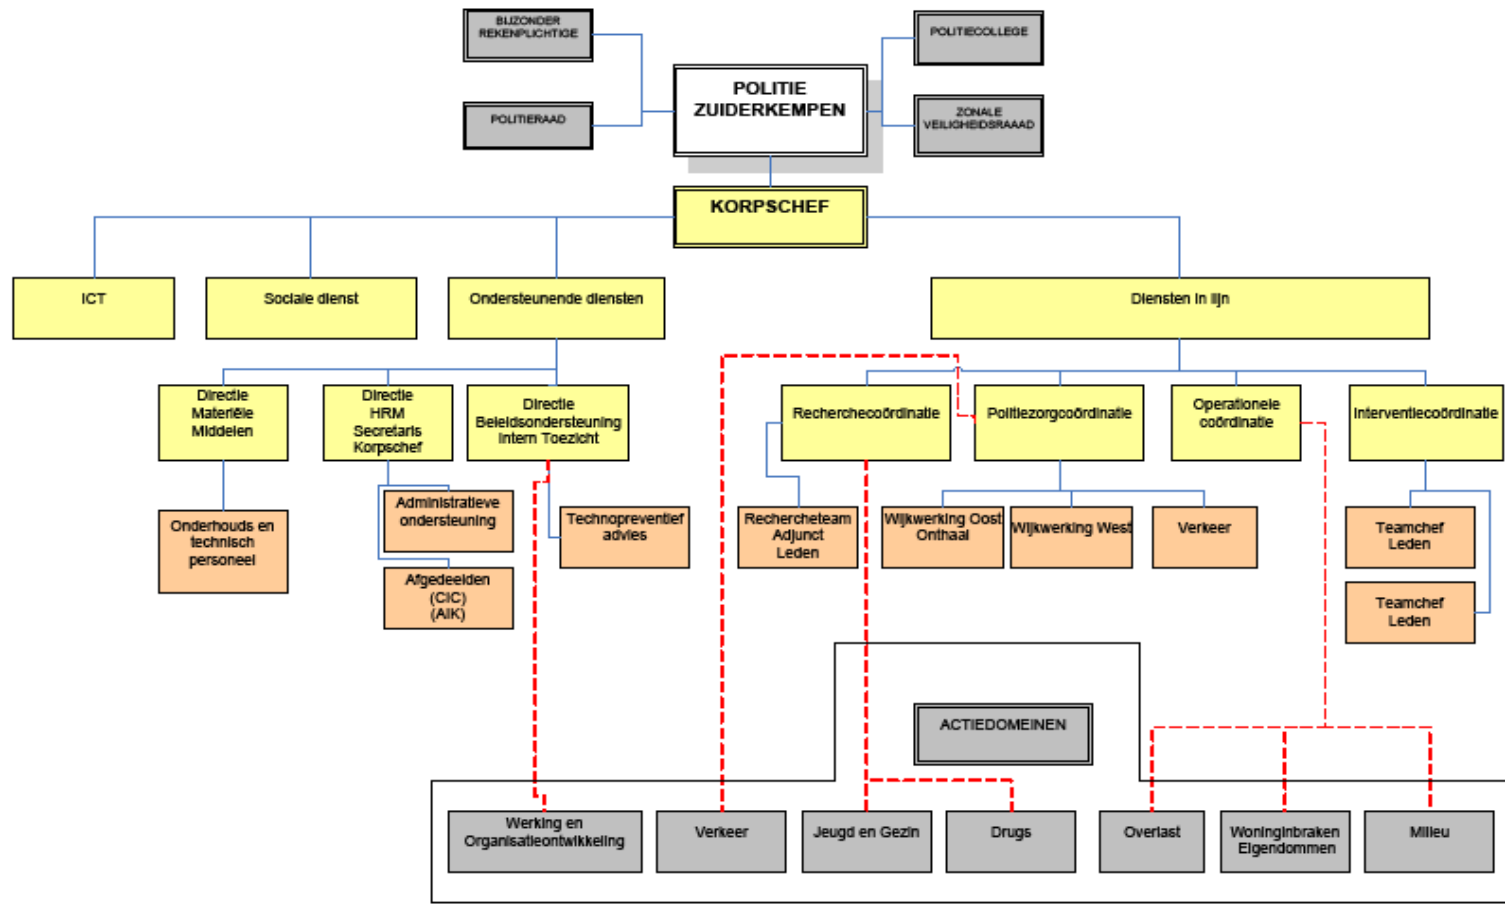 BIJZONDER
REKENPLICHTIGE
POLITIECOLLEGE
POLITIE
ZUIDERKEMPEN
POLITIERAAD
ZONALE
VEILIGHEIDSRAAAD
KORPSCHEF
ICT
Sociale dienst
Ondersteunende diensten
Diensten in lijn
Directie
Materiële
Middelen
Directie
HRM
Secretaris
Korpschef
Directie
Beleidsondersteuning
Intern Toezicht
Recherchecoördinatie
Politiezorgcoördinatie
Operationele
coördinatie
Interventiecoördinatie
Onderhouds en
technisch
personeel
Administratieve
ondersteuning
Afgedeelden
(CIC)
(AIK)
Technopreventief
advies
Rechercheteam
Adjunct
Leden
Wijkwerking Oost
Onthaal
Wijkwerking West
Verkeer
Teamchef
Leden
Teamchef
Leden
ACTIEDOMEINEN
Werking en
Organisatieontwikkeling
Verkeer
Jeugd en Gezin
Drugs
Overlast
Woninginbraken
Eigendommen
Milieu